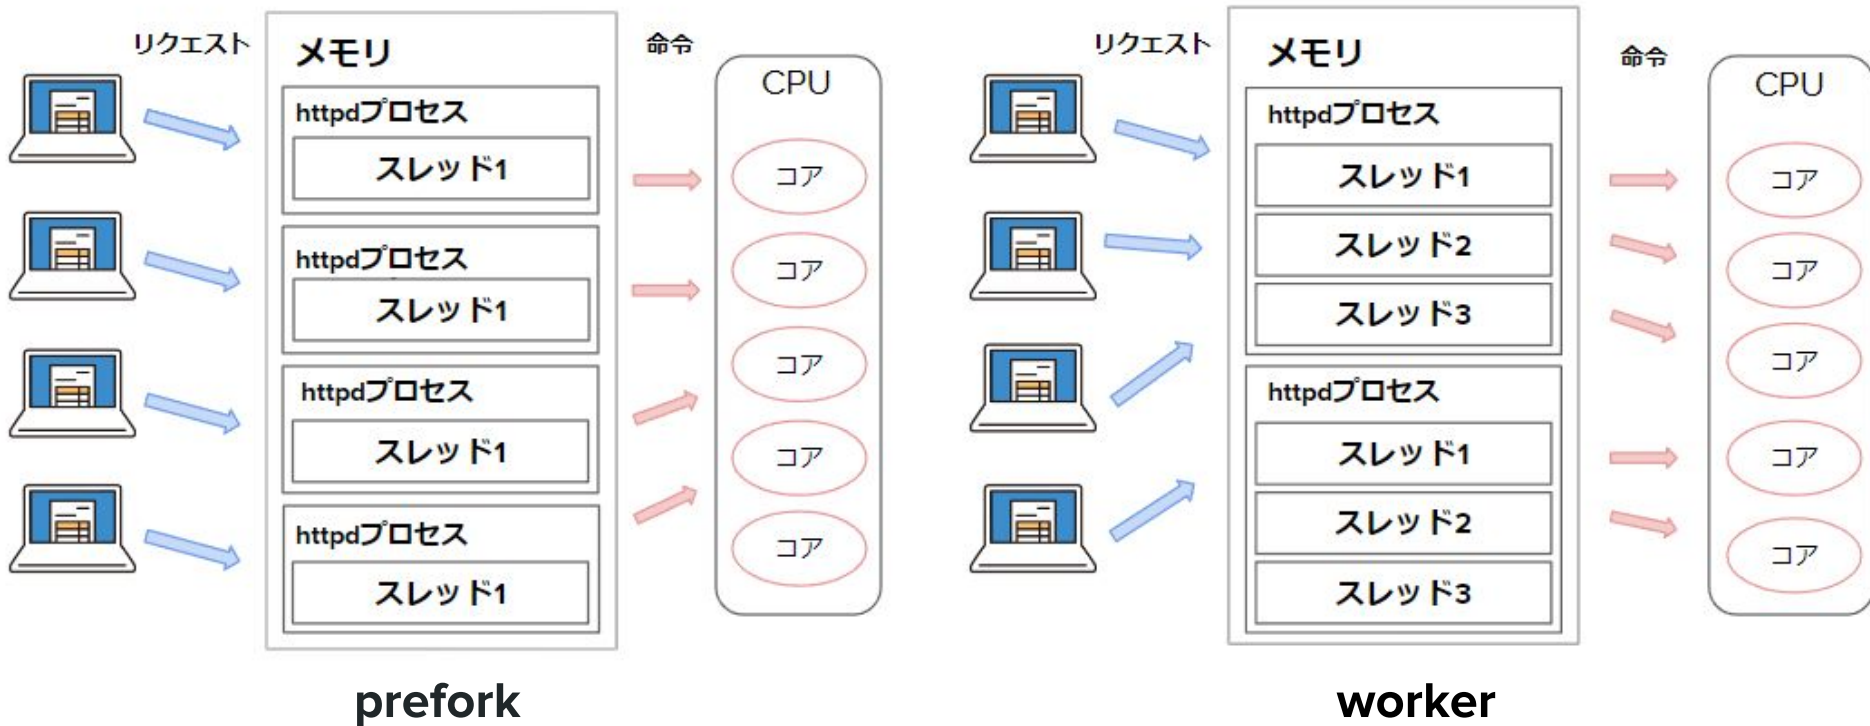 リクエスト
メモリ
命令
CPU
httpdプロセス
スレッド1
httpdプロセス
スレッド1
httpdプロセス
スレッド1
httpdプロセス
スレッド1
コア
コア
コア
コア
コア
prefork
リクエスト
メモリ
命令
CPU
httpdプロセス
スレッド1
スレッド2
スレッド3
httpdプロセス
スレッド1
スレッド2
スレッド3
コア
コア
コア
コア
コア
worker